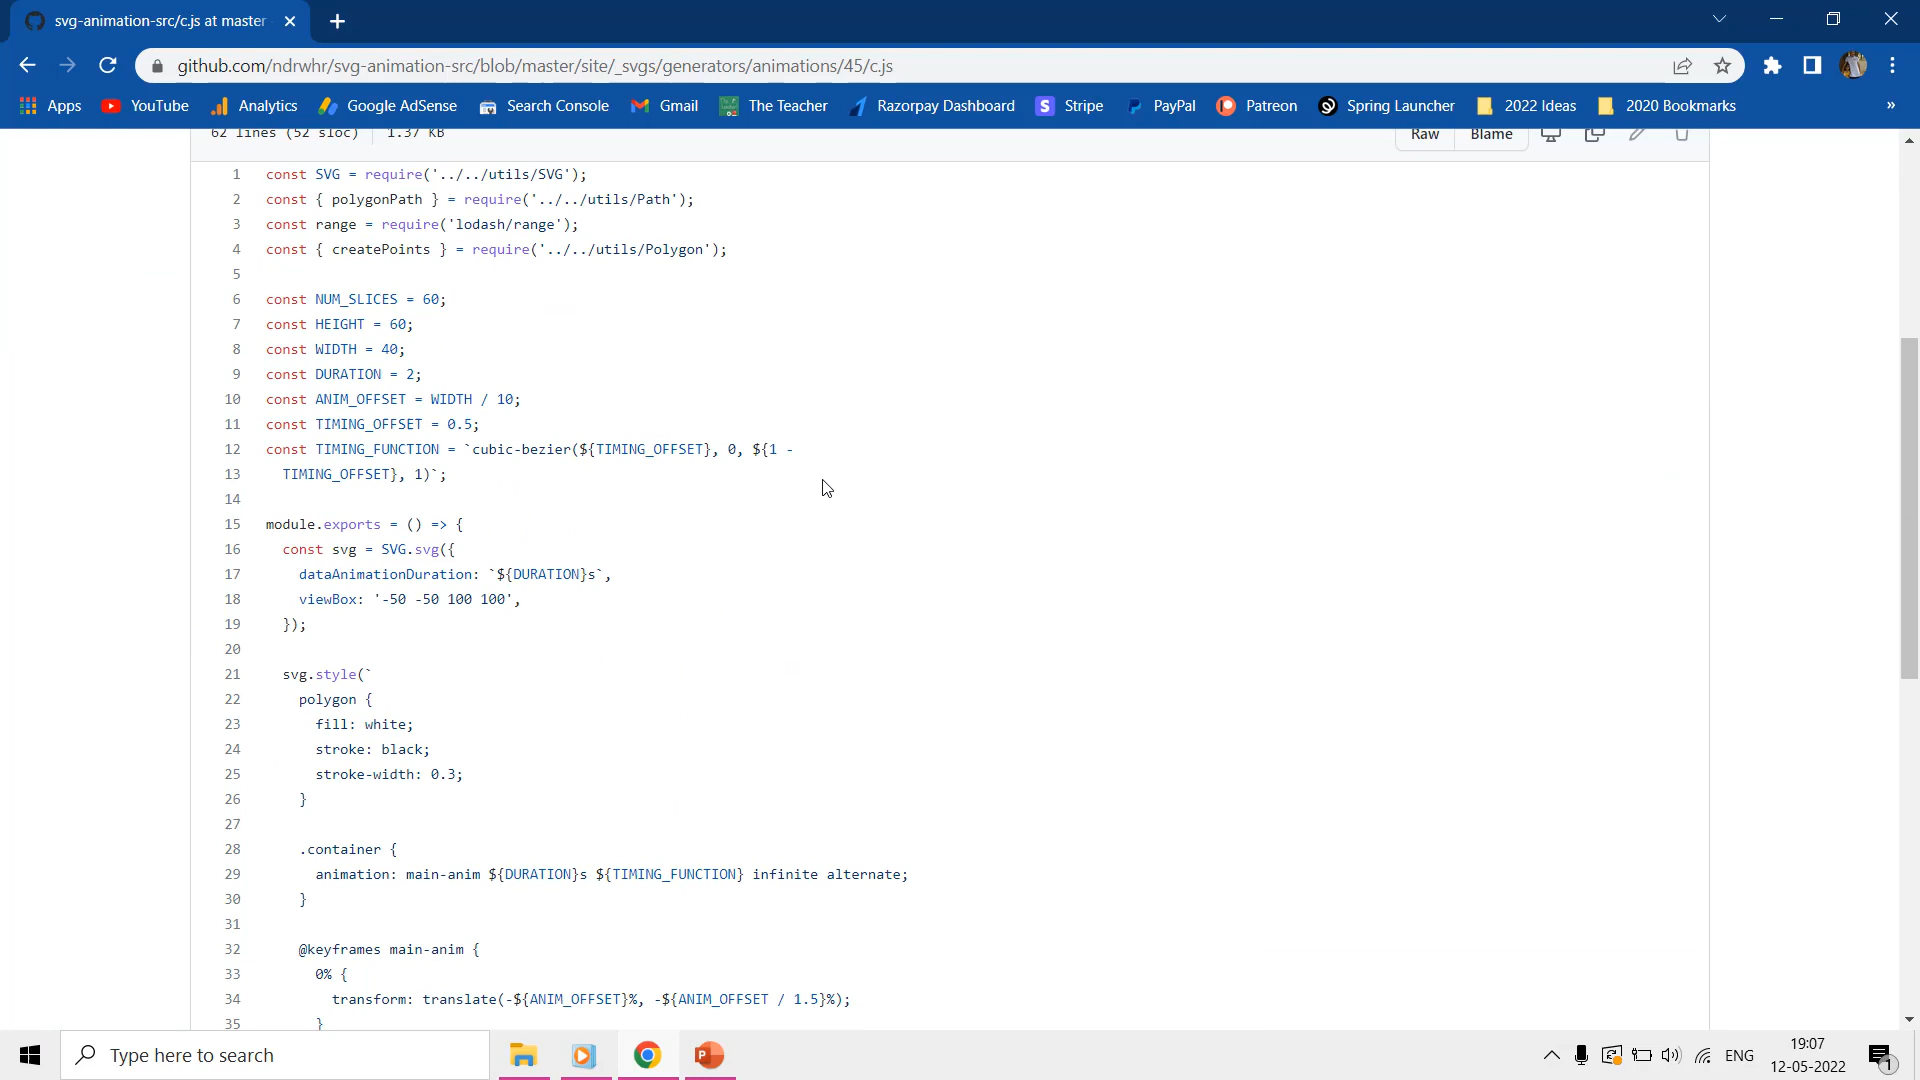 svg-animation-src/c.js at master
github.com/ndrwhr/svg-animation-src/blob/master/site/_svgs/generators/animations/45/c.js
Apps YouTube Analytics Google AdSense Search Console Gmail The Teacher Razorpay Dashboard Stripe PayPal Patreon Spring Launcher 2022 Ideas 2020 Bookmarks »
62 lines (52 sloc) 1.37 KB Raw Blame
1 const SVG = require('../../utils/SVG');
2 const { polygonPath } = require('../../utils/Path');
3 const range = require('lodash/range');
4 const { createPoints } = require('../../utils/Polygon');
5
6 const NUM_SLICES = 60;
7 const HEIGHT = 60;
8 const WIDTH = 40;
9 const DURATION = 2;
10 const ANIM_OFFSET = WIDTH / 10;
11 const TIMING_OFFSET = 0.5;
12 const TIMING_FUNCTION = `cubic-bezier(${TIMING_OFFSET}, 0, ${1 -
13 TIMING_OFFSET}, 1)`;
14
15 module.exports = () => {
16 const svg = SVG.svg({
17 dataAnimationDuration: `${DURATION}s`,
18 viewBox: '-50 -50 100 100',
19 });
20
21 svg.style(`
22 polygon {
23 fill: white;
24 stroke: black;
25 stroke-width: 0.3;
26 }
27
28 .container {
29 animation: main-anim ${DURATION}s ${TIMING_FUNCTION} infinite alternate;
30 }
31
32 @keyframes main-anim {
33 0% {
34 transform: translate(-${ANIM_OFFSET}%, -${ANIM_OFFSET / 1.5}%);
35 }
Type here to search
ENG
19:07
12-05-2022
1